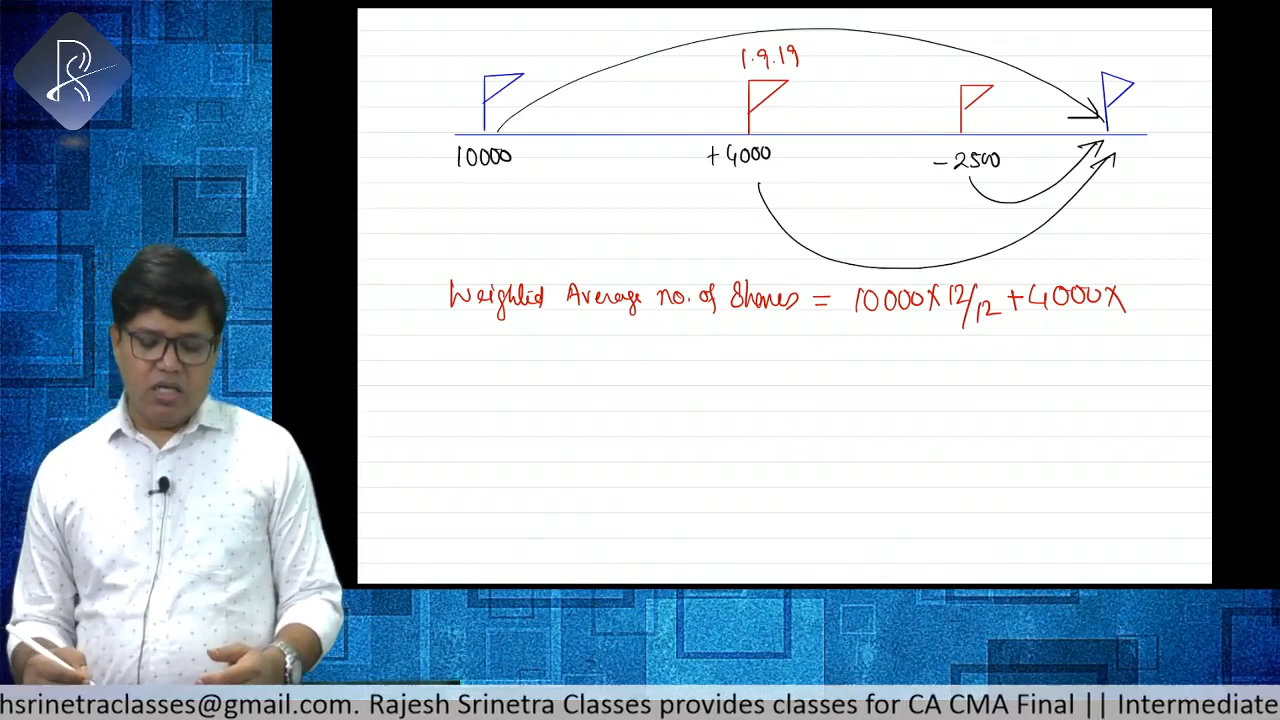 RS
1.9.19
10000 +4000 -2500
Weighted Average no. of Shares = 10000 X 12/12 + 4000 X
hsrinetraclasses@gmail.com. Rajesh Srinetra Classes provides classes for CA CMA Final || Intermediate